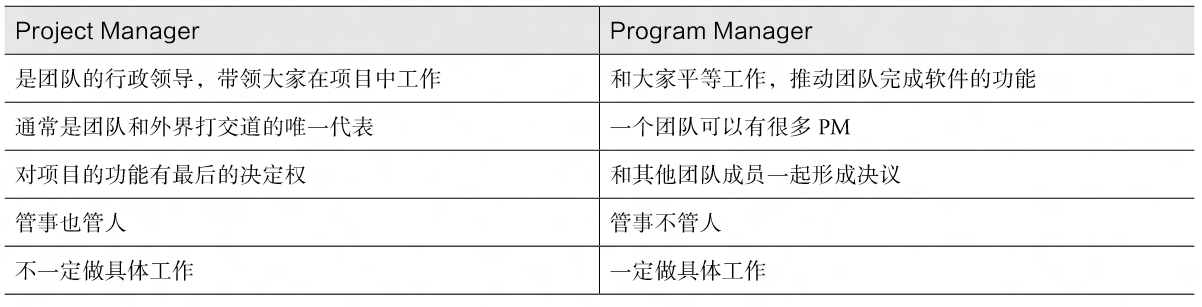 Project Manager Program Manager
是团队的行政领导，带领大家在项目中工作 和大家平等工作，推动团队完成软件的功能
通常是团队和外界打交道的唯一代表 一个团队可以有很多 PM
对项目的功能有最后的决定权 和其他团队成员一起形成决议
管事也管人 管事不管人
不一定做具体工作 一定做具体工作